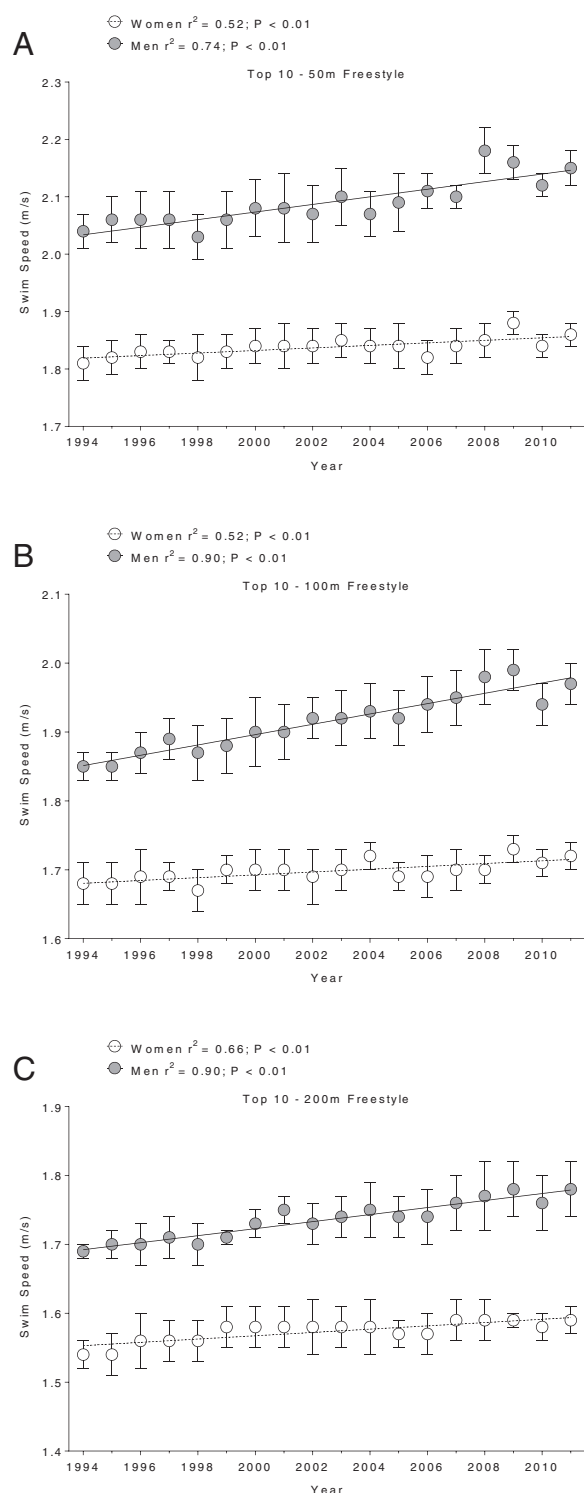 Women r² = 0.52; P < 0.01
A
Men r² = 0.74; P < 0.01
Top 10 - 50m Freestyle
2.3
2.2
2.1
2.0
1.9
1.8
1.7
Swim Speed (m/s)
1994 1996 1998 2000 2002 2004 2006 2008 2010
Year
Women r² = 0.52; P < 0.01
B
Men r² = 0.90; P < 0.01
Top 10 - 100m Freestyle
2.1
2.0
1.9
1.8
1.7
1.6
Swim Speed (m/s)
1994 1996 1998 2000 2002 2004 2006 2008 2010
Year
Women r² = 0.66; P < 0.01
C
Men r² = 0.90; P < 0.01
Top 10 - 200m Freestyle
1.9
1.8
1.7
1.6
1.5
1.4
Swim Speed (m/s)
1994 1996 1998 2000 2002 2004 2006 2008 2010
Year